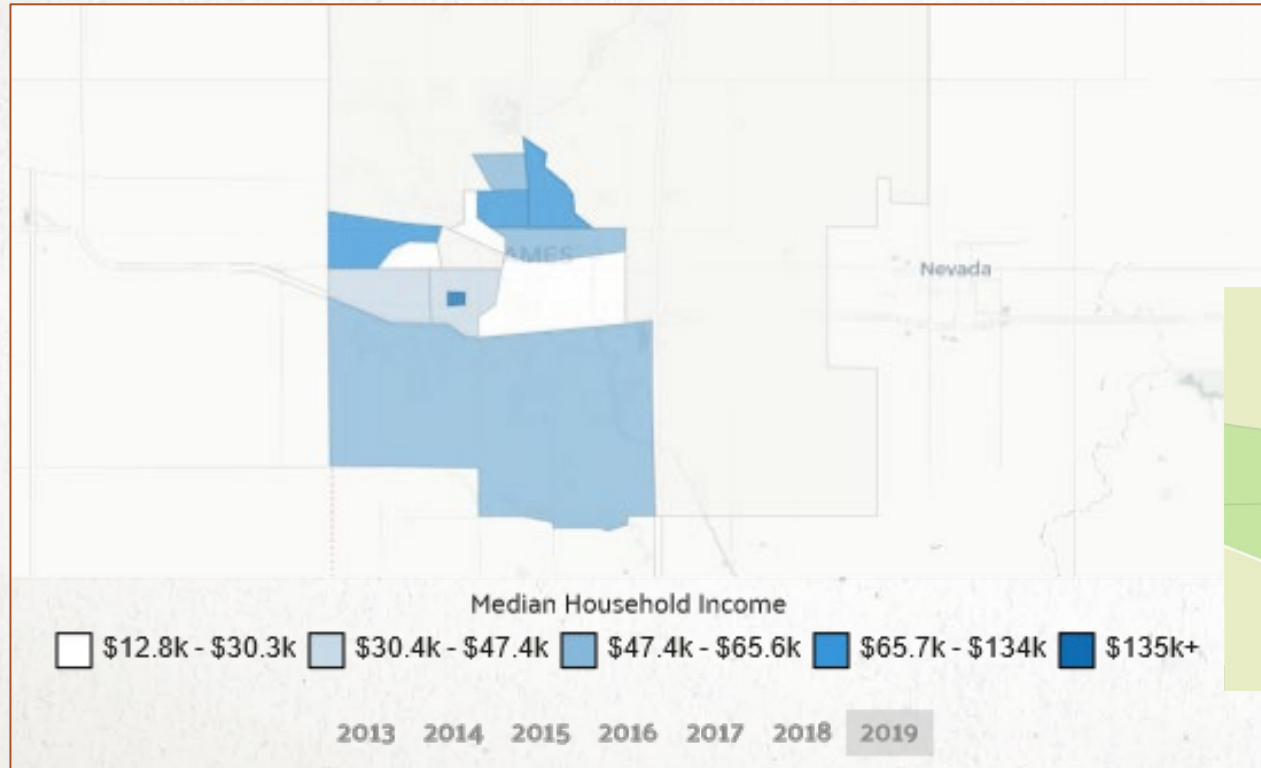 AMES
Nevada
Median Household Income
$12.8k - $30.3k $30.4k - $47.4k $47.4k - $65.6k $65.7k - $134k $135k+
2013 2014 2015 2016 2017 2018 2019